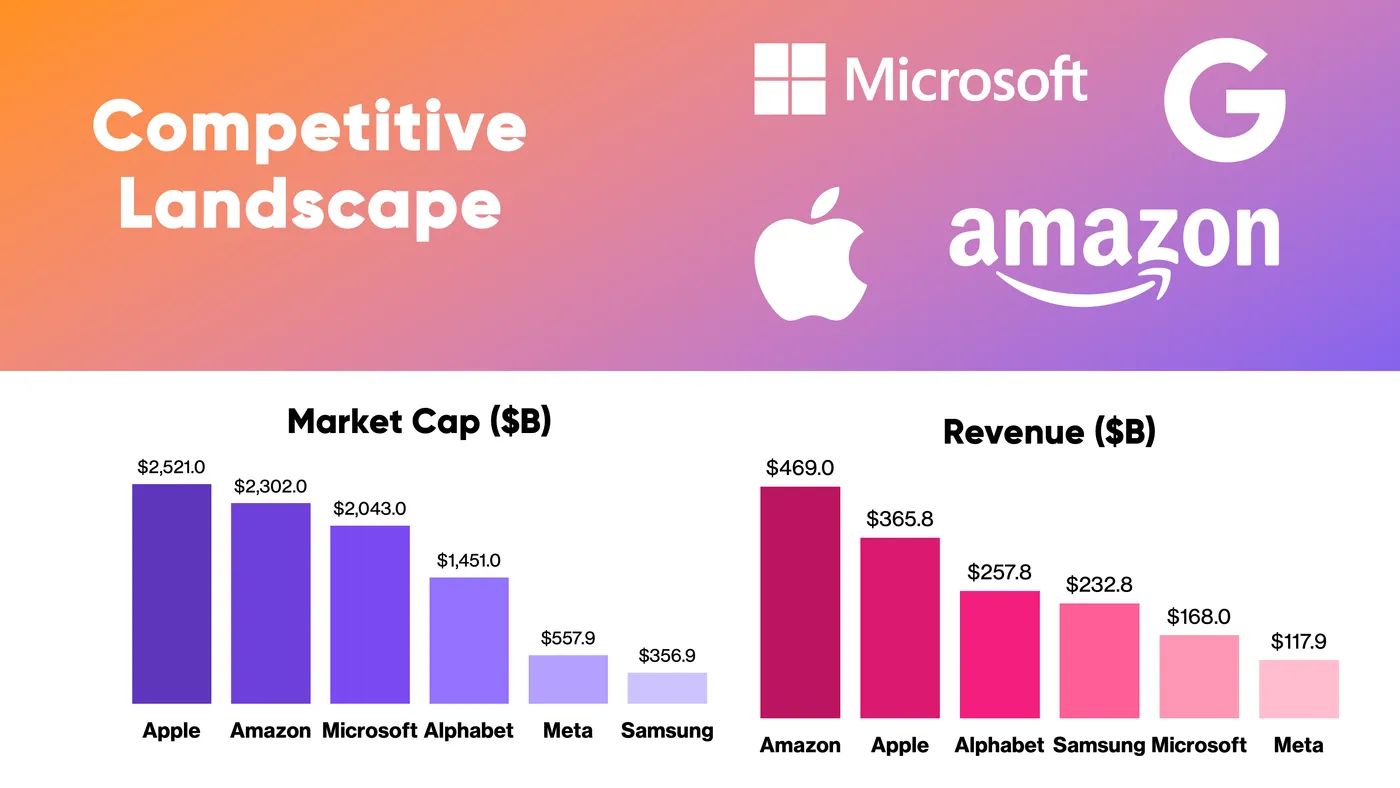 Competitive
Landscape
Microsoft
G
amazon
Market Cap ($B)
$2,521.0
$2,302.0
$2,043.0
$1,451.0
$557.9
$356.9
Apple Amazon Microsoft Alphabet Meta Samsung
Revenue ($B)
$469.0
$365.8
$257.8
$232.8
$168.0
$117.9
Amazon Apple Alphabet Samsung Microsoft Meta